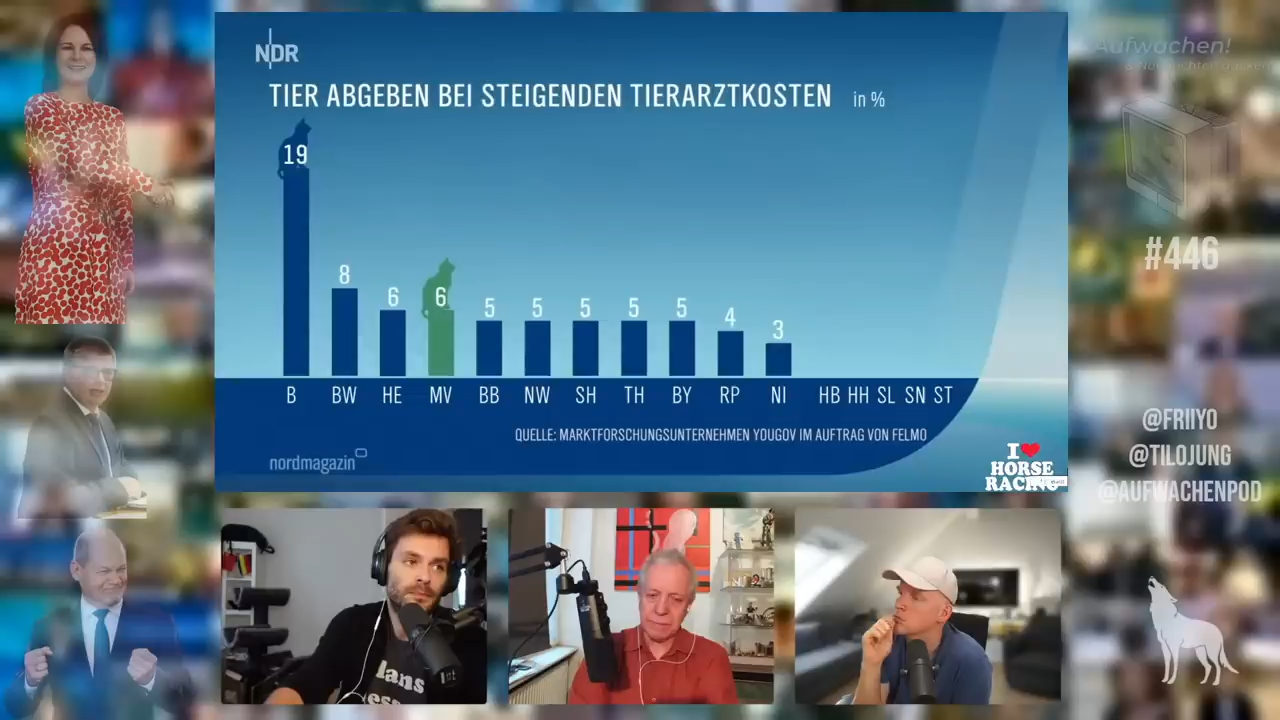 NDR
TIER ABGEBEN BEI STEIGENDEN TIERARZTKOSTEN in %
19
8
6
6
5
5
5
5
5
4
3
B BW HE MV BB NW SH TH BY RP NI HB HH SL SN ST
QUELLE: MARKTFORSCHUNGSUNTERNEHMEN YOUGOV IM AUFTRAG VON FELMO
nordmagazin
I
HORSE
RACING
Aufwachen!
#446
@FRIIYO
@TILOJUNG
@AUFWACHENPOD